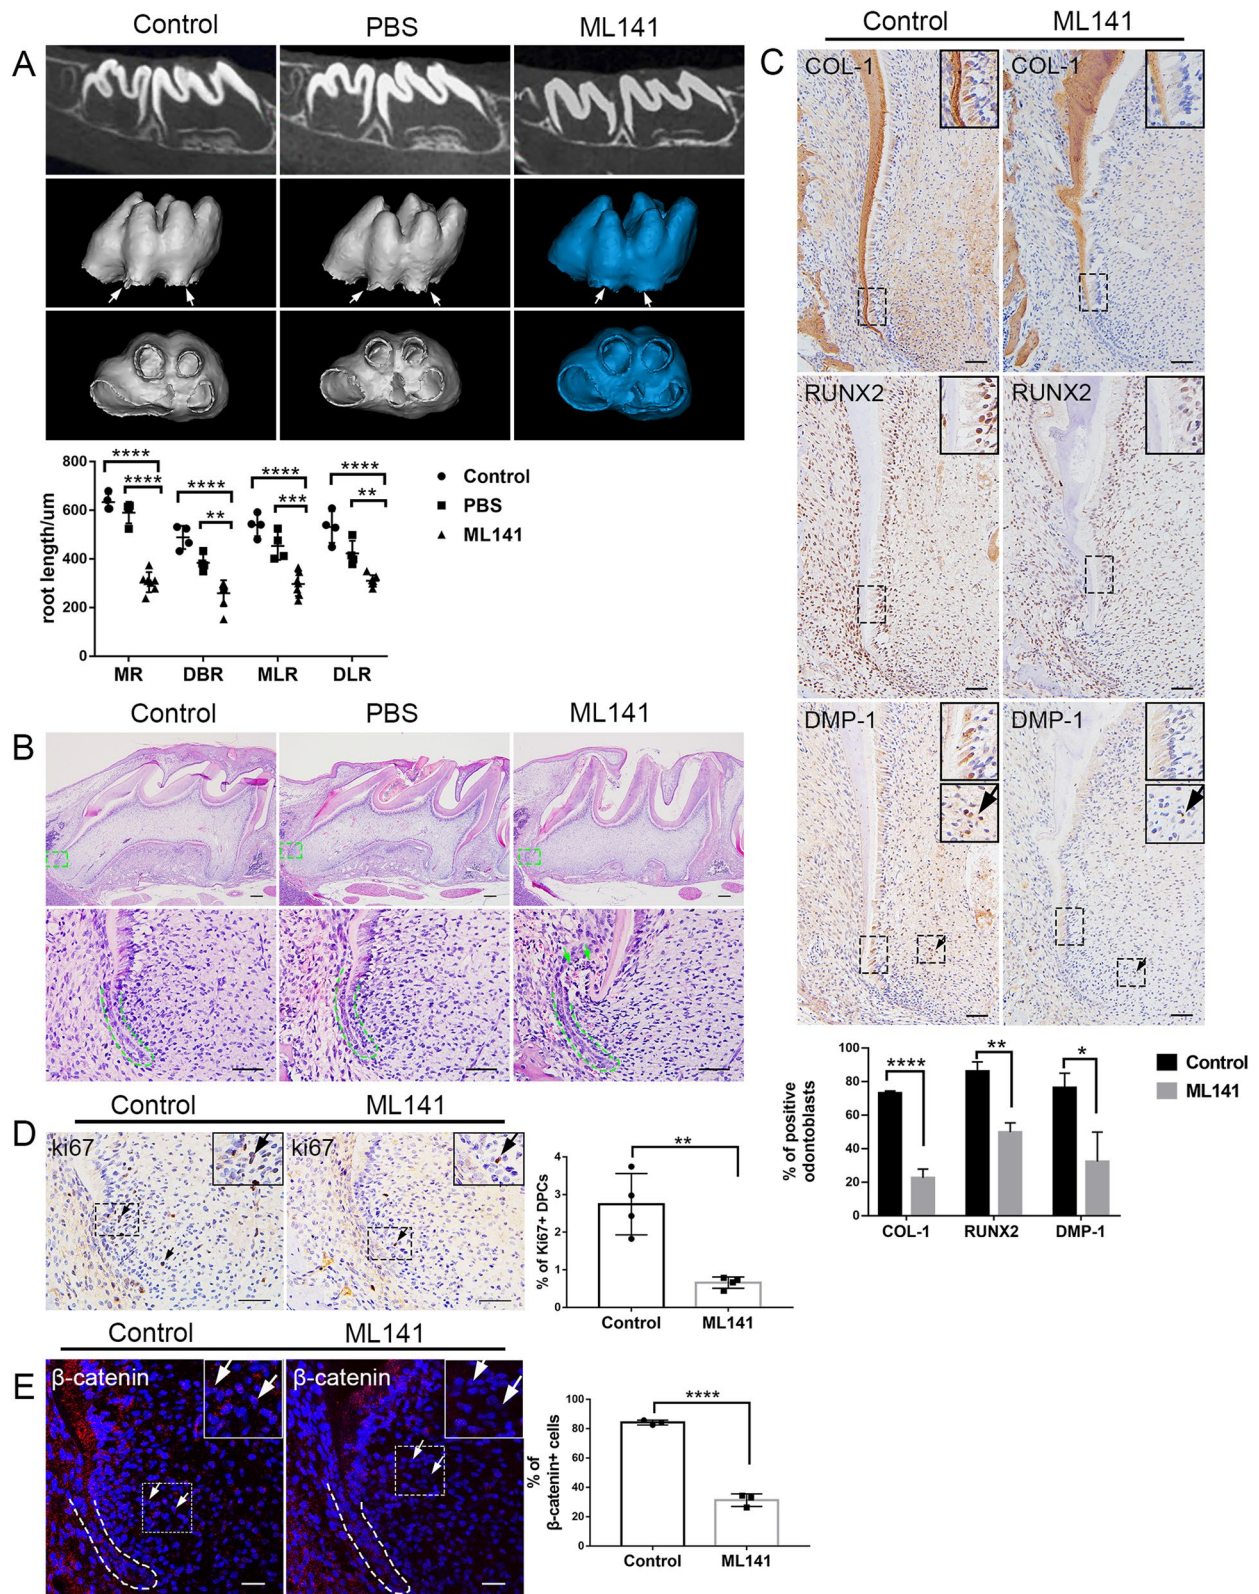 A
Control PBS ML141
root length/um
800
600
400
200
0
**** **** **** ****
**** ** *** **
MR DBR MLR DLR
Control
PBS
ML141
B
Control PBS ML141
C
Control ML141
COL-1 COL-1
RUNX2 RUNX2
DMP-1 DMP-1
% of positive
odontoblasts
100
80
60
40
20
0
**** ** *
COL-1 RUNX2 DMP-1
Control
ML141
D
Control ML141
ki67 ki67
% of Ki67+ DPCs
4
3
2
1
0
**
Control ML141
E
Control ML141
β-catenin β-catenin
% of
β-catenin+ cells
100
80
60
40
20
0
****
Control ML141